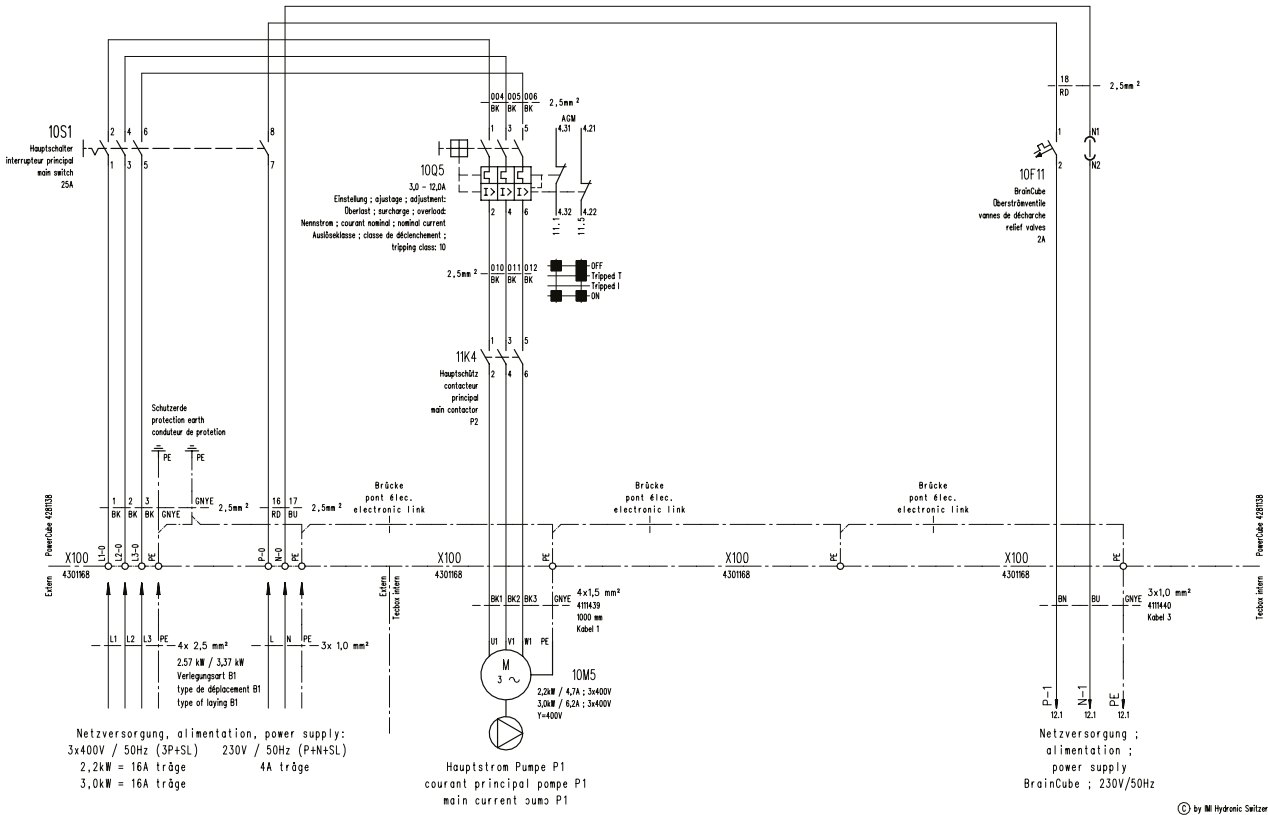 18
RD
2,5mm²
004 005 006
BK BK BK
2,5mm²
AGM
4.31 4.21
10S1
Hauptschalter
interrupteur principal
main switch
25A
2 4 6
1 3 5
8
7
1 3 5
10Q5
3,0 - 12,0A
Einstellung ; ajustage ; adjustment:
Überlast ; surcharge ; overload:
Nennstrom ; courant nominal ; nominal current
Auslöseklasse ; classe de déclenchement ;
tripping class: 10
I> I> I>
2 4 6
4.32 4.22
11.1 11.5
1
2
N1
N2
10F11
BrainCube
Überströmventile
vannes de décharche
relief valves
2A
2,5mm²
010 011 012
BK BK BK
OFF
Tripped T
Tripped I
ON
1 3 5
11K4
2 4 6
Hauptschütz
contacteur
principal
main contactor
P2
Schutzerde
protection earth
conduteur de protetion
PE PE
1 2 3
BK BK BK GNYE
GNYE
2,5mm²
16 17
RD BU
2,5mm²
Brücke
pont élec.
electronic link
Brücke
pont élec.
electronic link
Brücke
pont élec.
electronic link
PowerCube 4281138
PowerCube 4281138
X100
4301168
L1-0 L2-0 L3-0 PE
P-0 N-0 PE
X100
4301168
PE
X100
4301168
PE
X100
4301168
PE
Extern
Extern
Tecbox intern
Tecbox intern
BK1 BK2 BK3 GNYE
4x1,5 mm²
4111439
1000 mm
Kabel 1
BN BU GNYE
3x1,0 mm²
4111440
Kabel 3
L1 L2 L3 PE
4x 2,5 mm²
L N PE
3x 1,0 mm²
2.57 kW / 3,37 kW
Verlegungsart B1
type de déplacement B1
type of laying B1
U1 V1 W1 PE
M
3 ~
10M5
2,2kW / 4,7A ; 3x400V
3,0kW / 6,2A ; 3x400V
Y=400V
P-1 N-1 PE
12.1 12.1 12.1
Netzversorgung, alimentation, power supply:
3x400V / 50Hz (3P+SL) 230V / 50Hz (P+N+SL)
2,2kW = 16A träge 4A träge
3,0kW = 16A träge
Hauptstrom Pumpe P1
courant principal pompe P1
main current pump P1
Netzversorgung ;
alimentation ;
power supply
BrainCube ; 230V/50Hz
© by IMI Hydronic Switzer